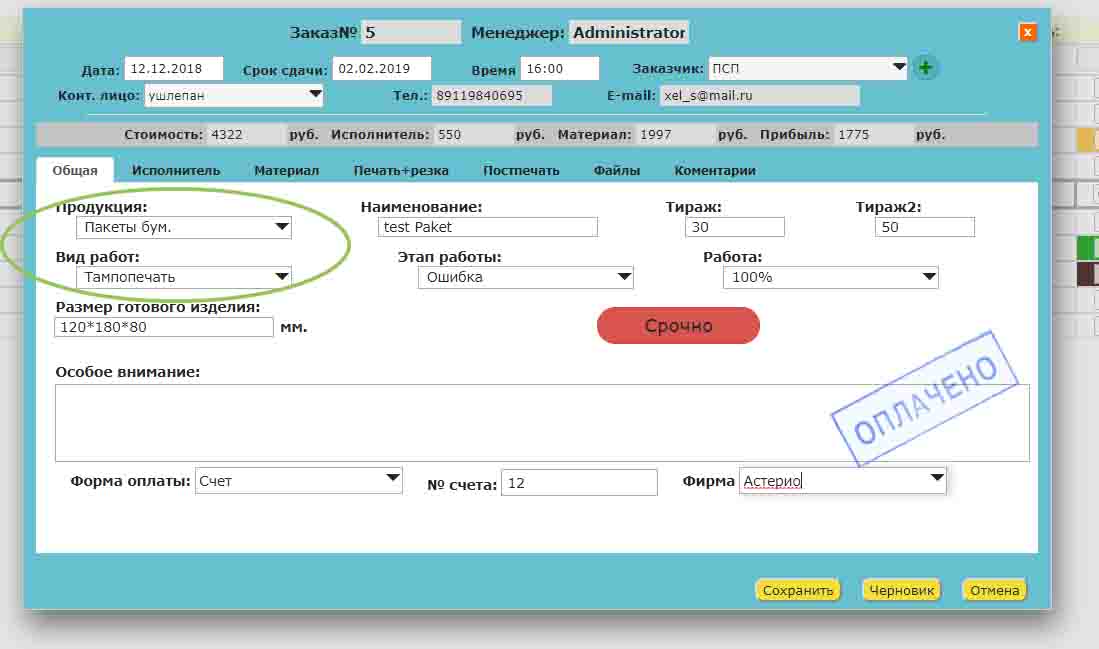 Заказ№ 5 Менеджер: Administrator x
Дата: 12.12.2018 Срок сдачи: 02.02.2019 Время 16:00 Заказчик: ПСП +
Конт. лицо: ушлепан Тел.: 89119840695 E-mail: xel_s@mail.ru
Стоимость: 4322 руб. Исполнитель: 550 руб. Материал: 1997 руб. Прибыль: 1775 руб.
Общая Исполнитель Материал Печать+резка Постпечать Файлы Коментарии
Продукция: Наименование: Тираж: Тираж2:
Пакеты бум. test Paket 30 50
Вид работ: Этап работы: Работа:
Тампопечать Ошибка 100%
Размер готового изделия:
120*180*80 мм. Срочно
Особое внимание:
ОПЛАЧЕНО
Форма оплаты: Счет № счета: 12 Фирма Астерио
Сохранить Черновик Отмена